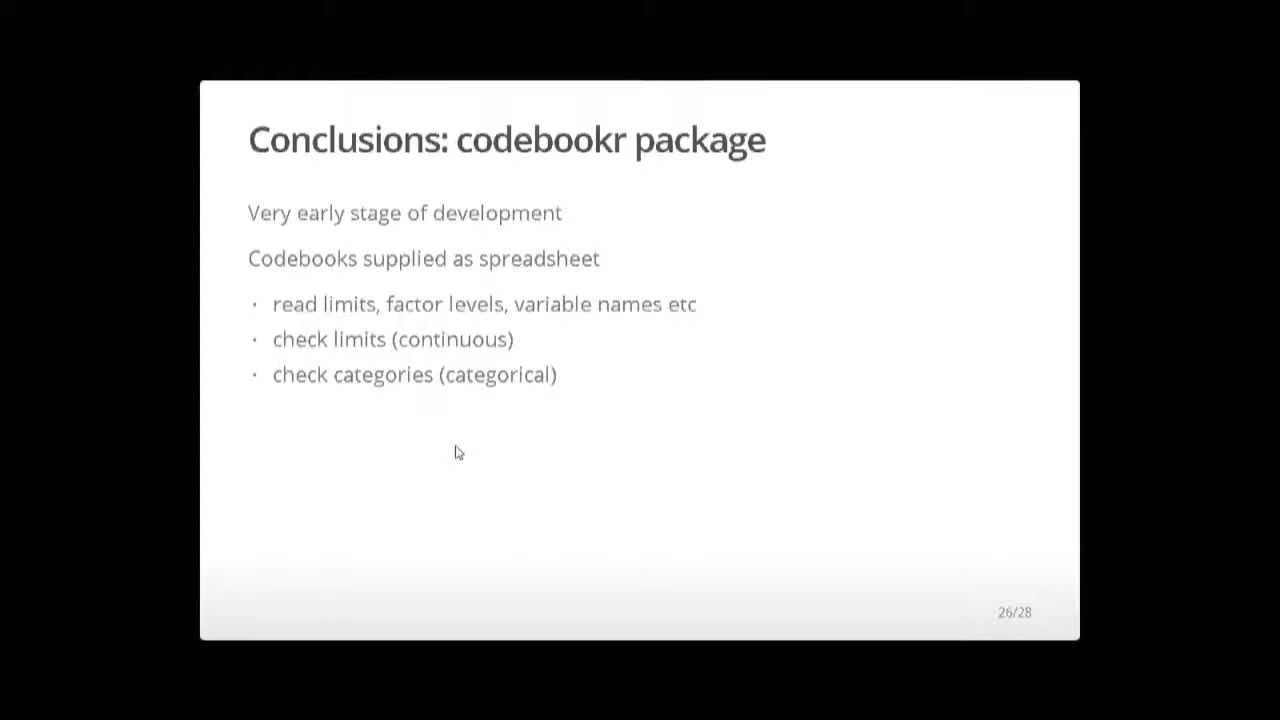 Conclusions: codebookr package
Very early stage of development
Codebooks supplied as spreadsheet
· read limits, factor levels, variable names etc
· check limits (continuous)
· check categories (categorical)
26/28